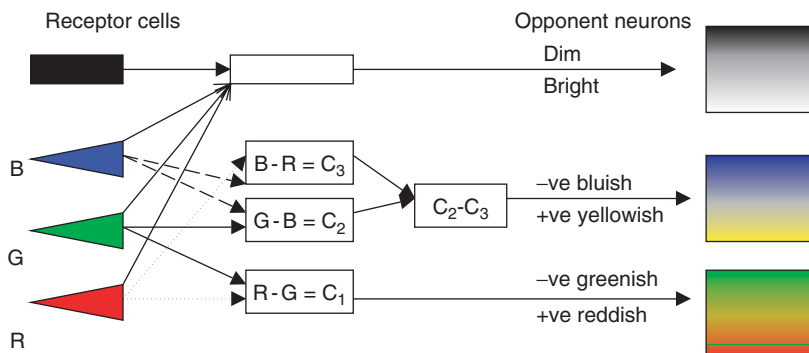 Receptor cells
Opponent neurons
Dim
Bright
B
B - R = C₃
G - B = C₂
C₂-C₃
–ve bluish
+ve yellowish
G
R - G = C₁
–ve greenish
+ve reddish
R